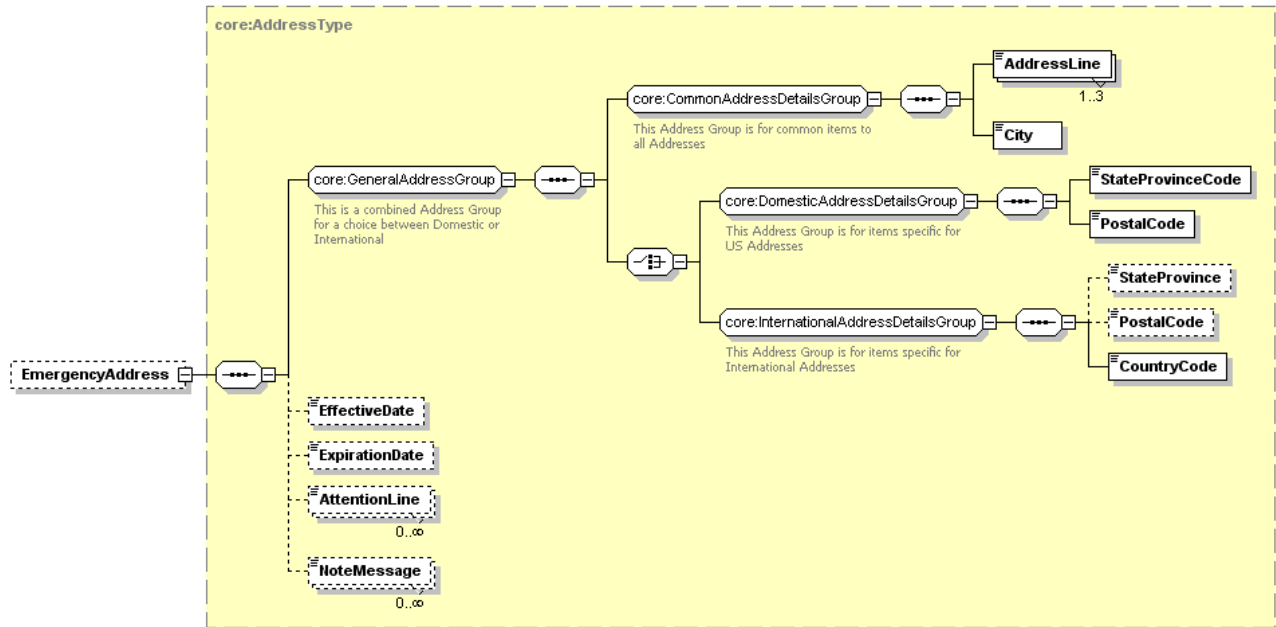 core:AddressType
AddressLine
1..3
core:CommonAddressDetailsGroup
This Address Group is for common items to
all Addresses
City
core:GeneralAddressGroup
This is a combined Address Group
for a choice between Domestic or
International
core:DomesticAddressDetailsGroup
This Address Group is for items specific for
US Addresses
StateProvinceCode
PostalCode
core:InternationalAddressDetailsGroup
This Address Group is for items specific for
International Addresses
StateProvince
PostalCode
CountryCode
EmergencyAddress
EffectiveDate
ExpirationDate
AttentionLine
0..∞
NoteMessage
0..∞